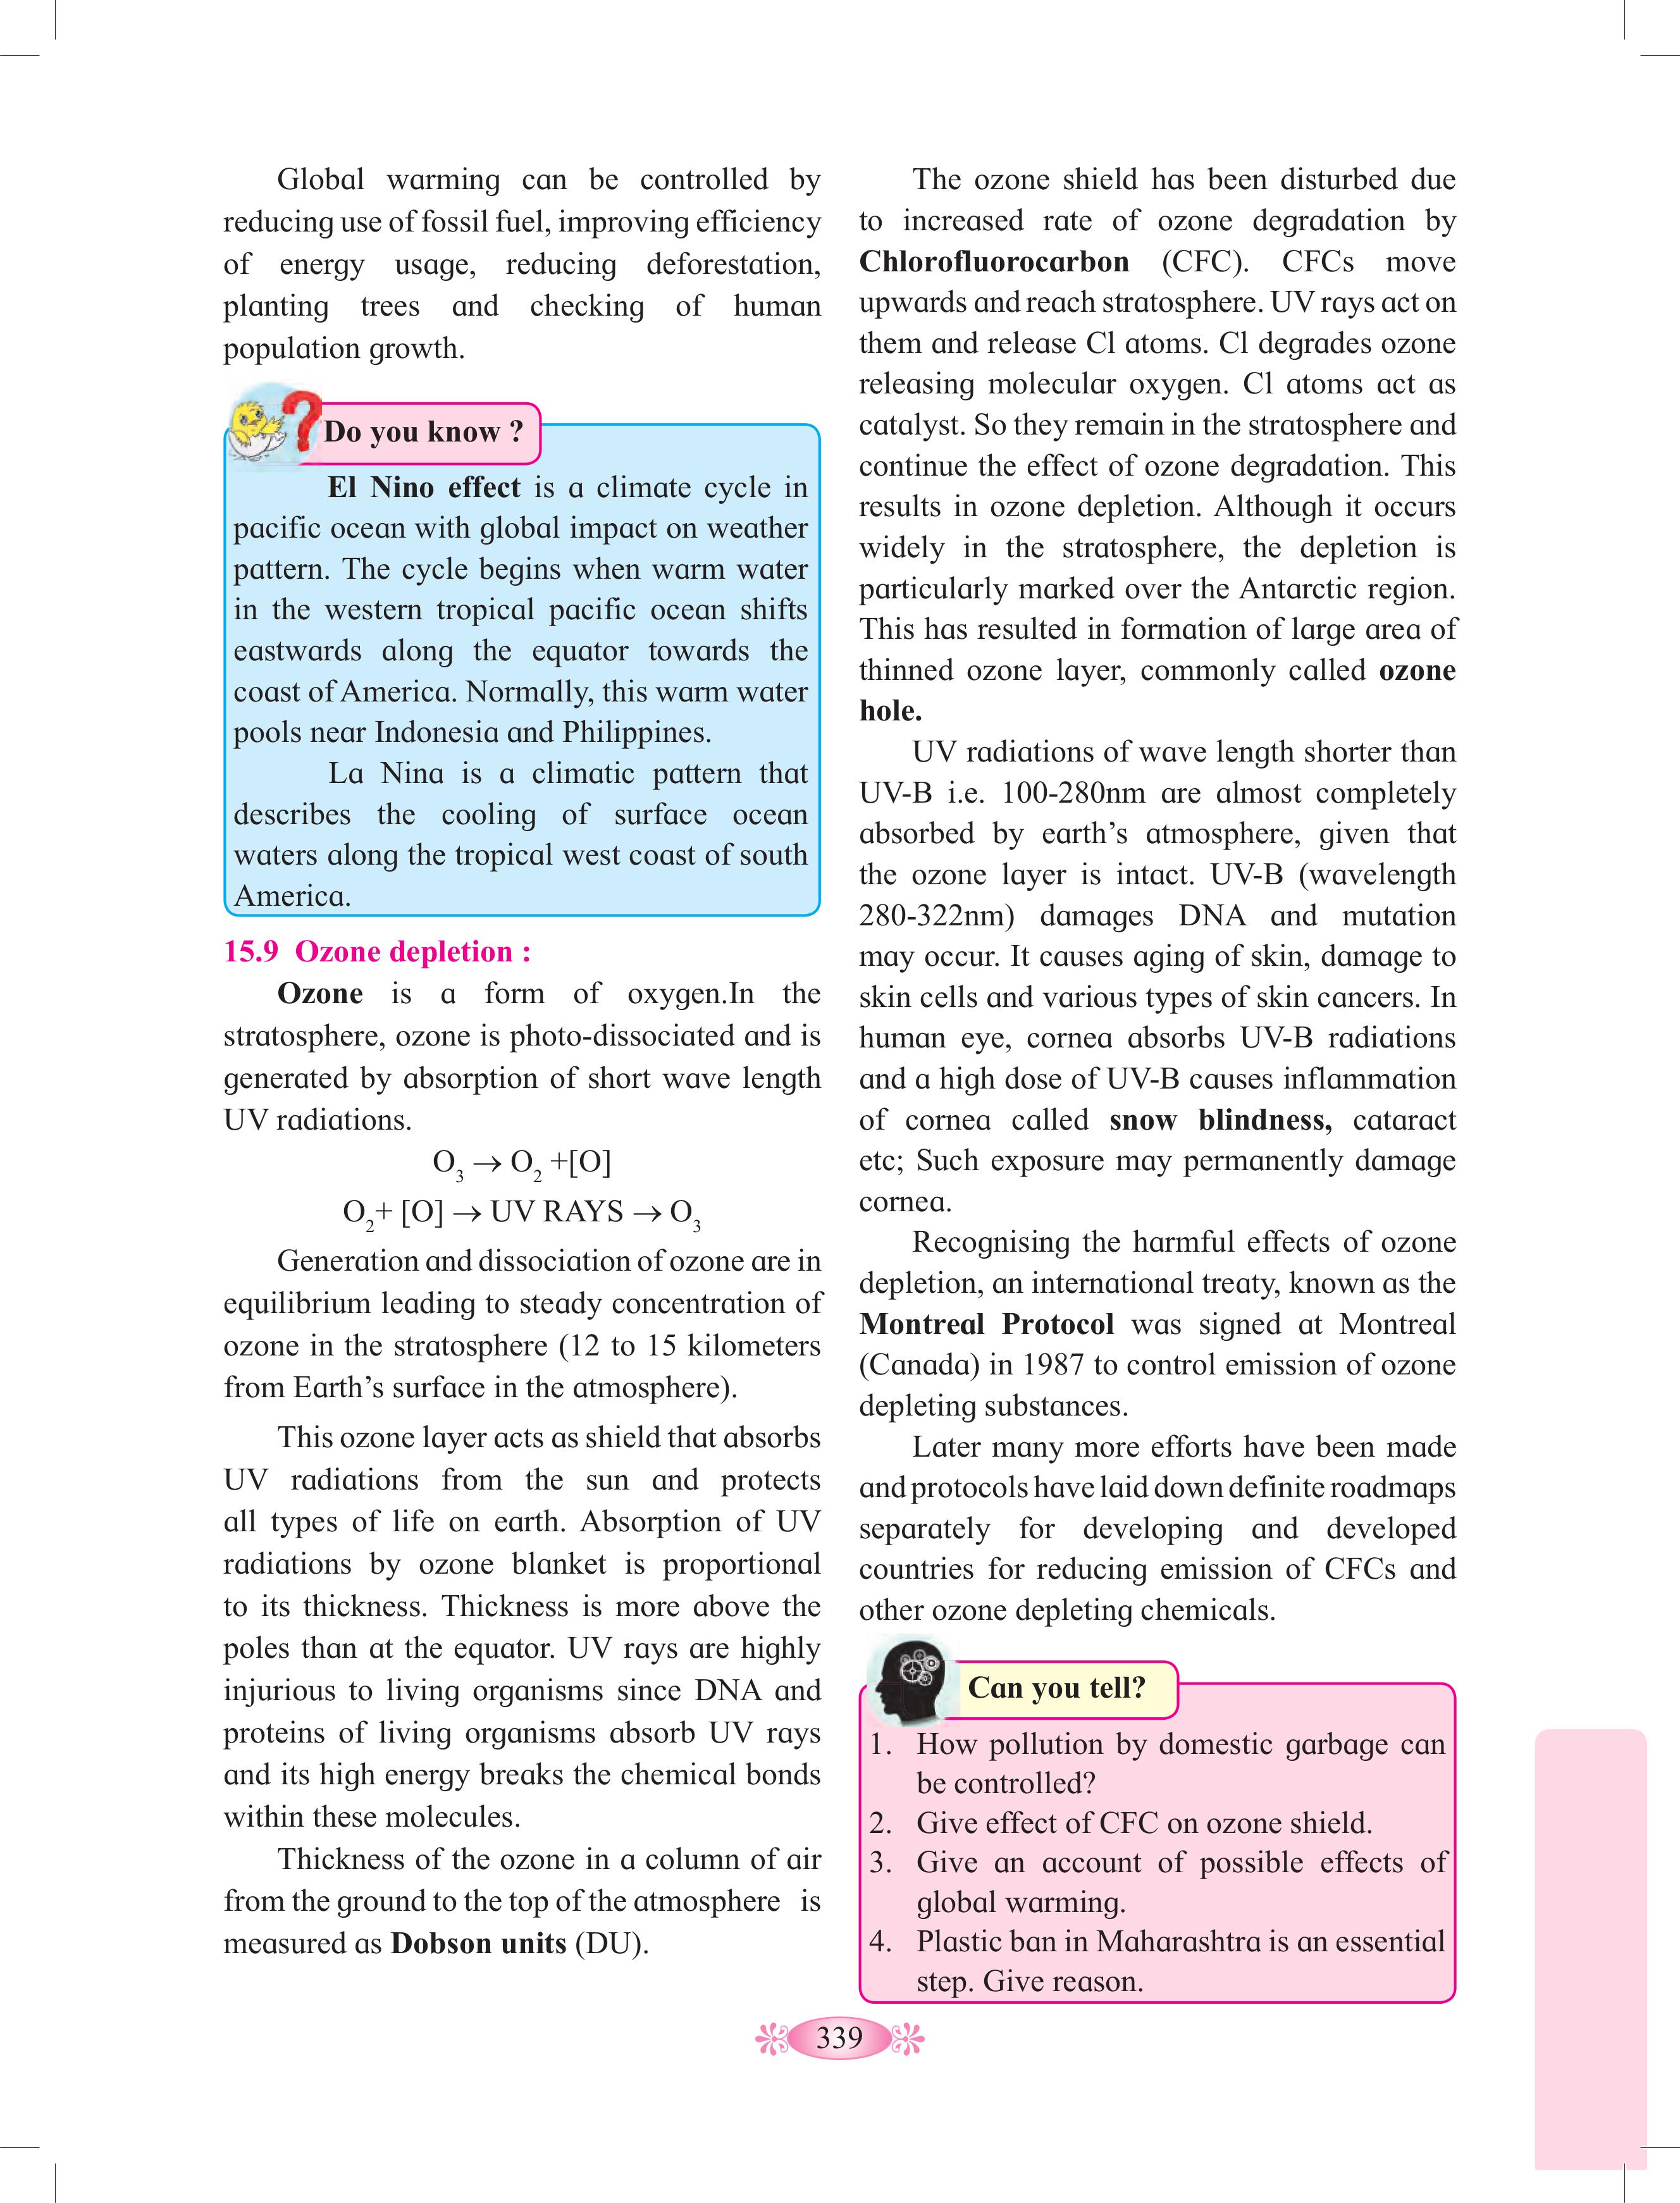 Global warming can be controlled by
reducing use of fossil fuel, improving efficiency
of energy usage, reducing deforestation,
planting trees and checking of human
population growth.
Do you know ?
El Nino effect is a climate cycle in
pacific ocean with global impact on weather
pattern. The cycle begins when warm water
in the western tropical pacific ocean shifts
eastwards along the equator towards the
coast of America. Normally, this warm water
pools near Indonesia and Philippines.
La Nina is a climatic pattern that
describes the cooling of surface ocean
waters along the tropical west coast of south
America.
15.9 Ozone depletion :
Ozone is a form of oxygen.In the
stratosphere, ozone is photo-dissociated and is
generated by absorption of short wave length
UV radiations.
O₃ → O₂ +[O]
O₂+ [O] → UV RAYS → O₃
Generation and dissociation of ozone are in
equilibrium leading to steady concentration of
ozone in the stratosphere (12 to 15 kilometers
from Earth's surface in the atmosphere).
This ozone layer acts as shield that absorbs
UV radiations from the sun and protects
all types of life on earth. Absorption of UV
radiations by ozone blanket is proportional
to its thickness. Thickness is more above the
poles than at the equator. UV rays are highly
injurious to living organisms since DNA and
proteins of living organisms absorb UV rays
and its high energy breaks the chemical bonds
within these molecules.
Thickness of the ozone in a column of air
from the ground to the top of the atmosphere is
measured as Dobson units (DU).
The ozone shield has been disturbed due
to increased rate of ozone degradation by
Chlorofluorocarbon (CFC). CFCs move
upwards and reach stratosphere. UV rays act on
them and release Cl atoms. Cl degrades ozone
releasing molecular oxygen. Cl atoms act as
catalyst. So they remain in the stratosphere and
continue the effect of ozone degradation. This
results in ozone depletion. Although it occurs
widely in the stratosphere, the depletion is
particularly marked over the Antarctic region.
This has resulted in formation of large area of
thinned ozone layer, commonly called ozone
hole.
UV radiations of wave length shorter than
UV-B i.e. 100-280nm are almost completely
absorbed by earth's atmosphere, given that
the ozone layer is intact. UV-B (wavelength
280-322nm) damages DNA and mutation
may occur. It causes aging of skin, damage to
skin cells and various types of skin cancers. In
human eye, cornea absorbs UV-B radiations
and a high dose of UV-B causes inflammation
of cornea called snow blindness, cataract
etc; Such exposure may permanently damage
cornea.
Recognising the harmful effects of ozone
depletion, an international treaty, known as the
Montreal Protocol was signed at Montreal
(Canada) in 1987 to control emission of ozone
depleting substances.
Later many more efforts have been made
and protocols have laid down definite roadmaps
separately for developing and developed
countries for reducing emission of CFCs and
other ozone depleting chemicals.
Can you tell?
1. How pollution by domestic garbage can
be controlled?
2. Give effect of CFC on ozone shield.
3. Give an account of possible effects of
global warming.
4. Plastic ban in Maharashtra is an essential
step. Give reason.
339